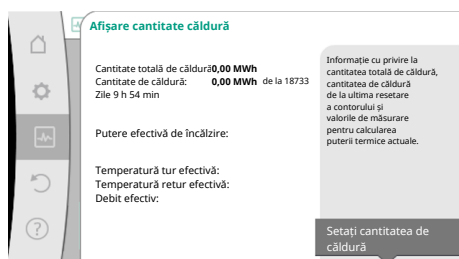 Afișare cantitate căldură
Cantitate totală de căldură 0,00 MWh
Cantitate de căldură: 0,00 MWh de la 18733
Zile 9 h 54 min
Putere efectivă de încălzire:
Temperatură tur efectivă:
Temperatură retur efectivă:
Debit efectiv:
Informație cu privire la
cantitatea totală de căldură,
cantitatea de căldură
de la ultima resetare
a contorului și
valorile de măsurare
pentru calcularea
puterii termice actuale.
Setați cantitatea de
căldură
?